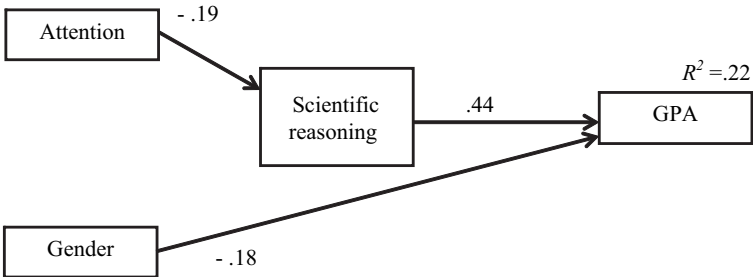 - .19
Attention
R² =.22
Scientific
reasoning
.44
GPA
Gender
- .18